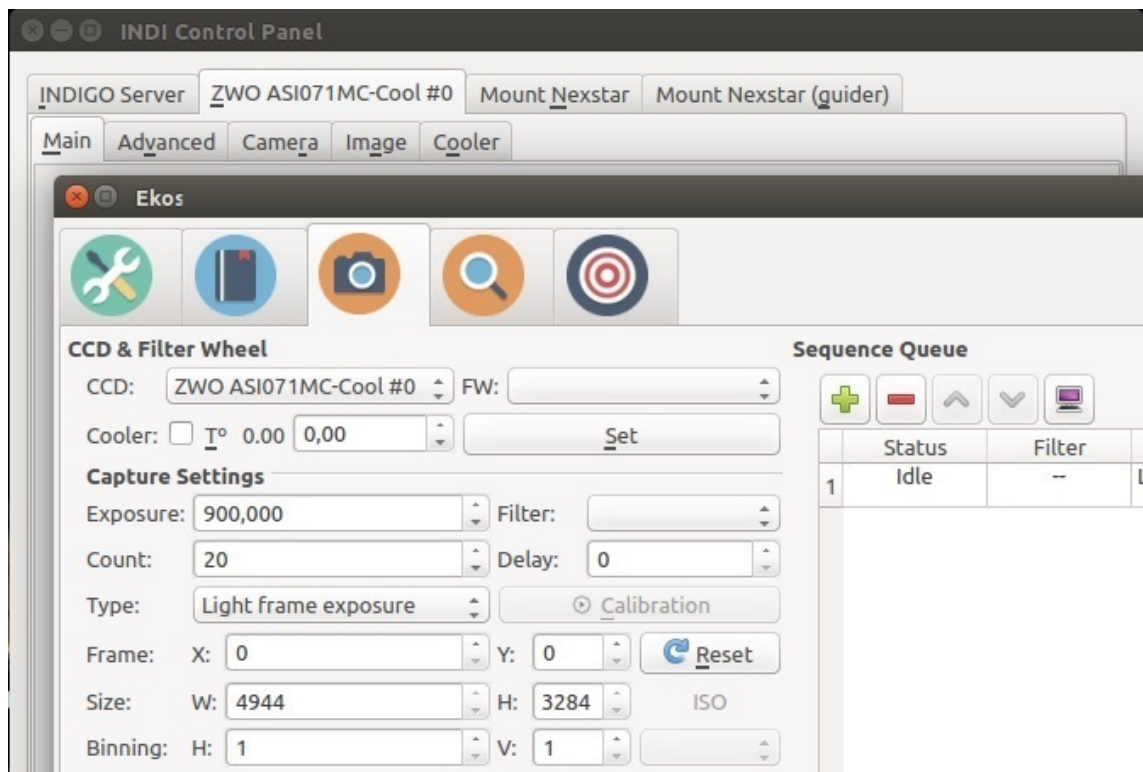 INDI Control Panel
INDIGO Server ZWO ASI071MC-Cool #0 Mount Nexstar Mount Nexstar (guider)
Main Advanced Camera Image Cooler
Ekos
CCD & Filter Wheel Sequence Queue
CCD: ZWO ASI071MC-Cool #0 FW:
Cooler: Tº 0.00 0,00 Set
Status Filter
Capture Settings
1 Idle -- L
Exposure: 900,000 Filter:
Count: 20 Delay: 0
Type: Light frame exposure Calibration
Frame: X: 0 Y: 0 Reset
Size: W: 4944 H: 3284 ISO
Binning: H: 1 V: 1